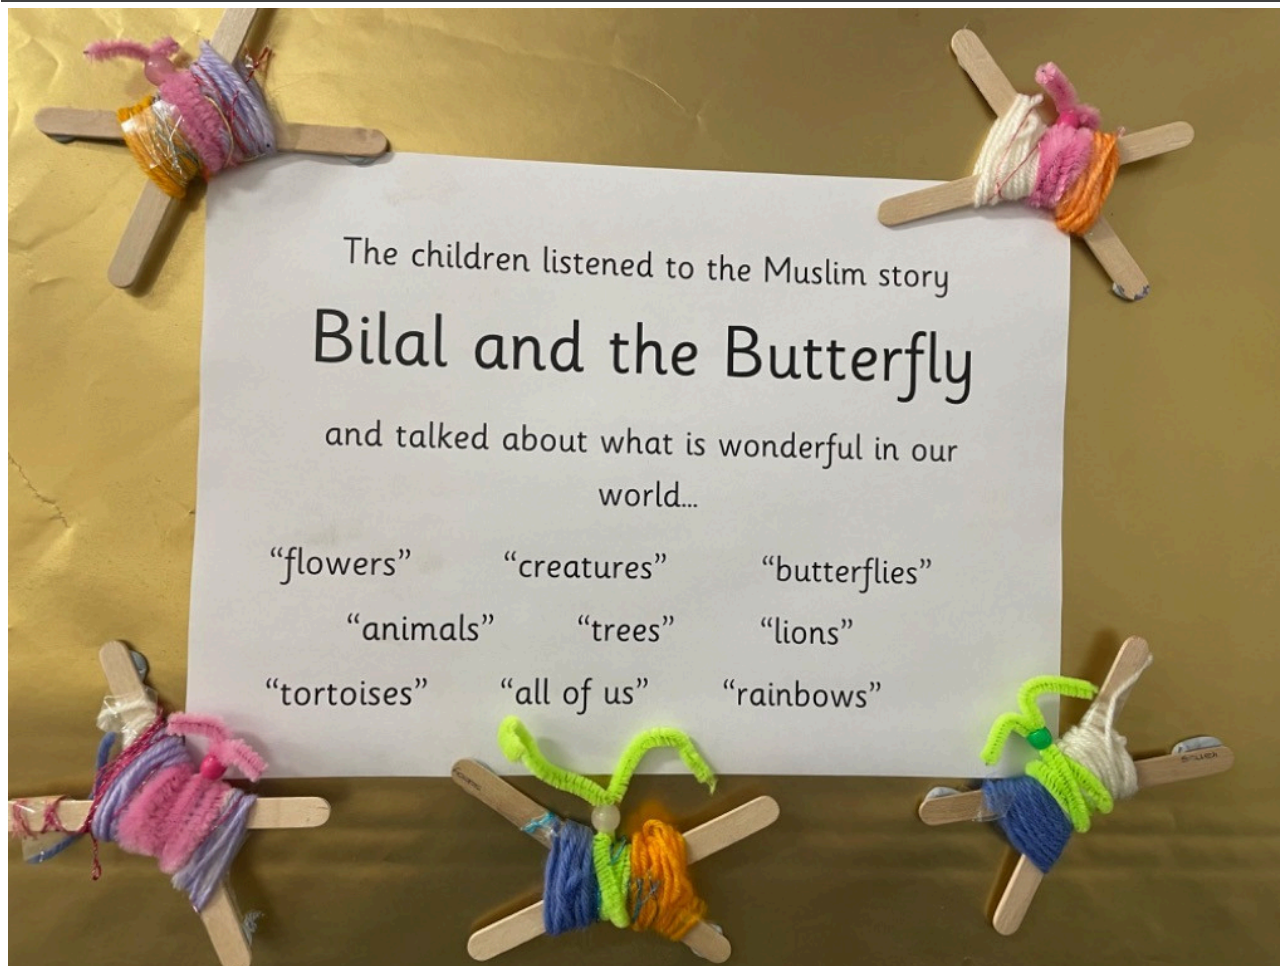 The children listened to the Muslim story
Bilal and the Butterfly
and talked about what is wonderful in our
world...
“flowers” “creatures” “butterflies”
“animals” “trees” “lions”
“tortoises” “all of us” “rainbows”